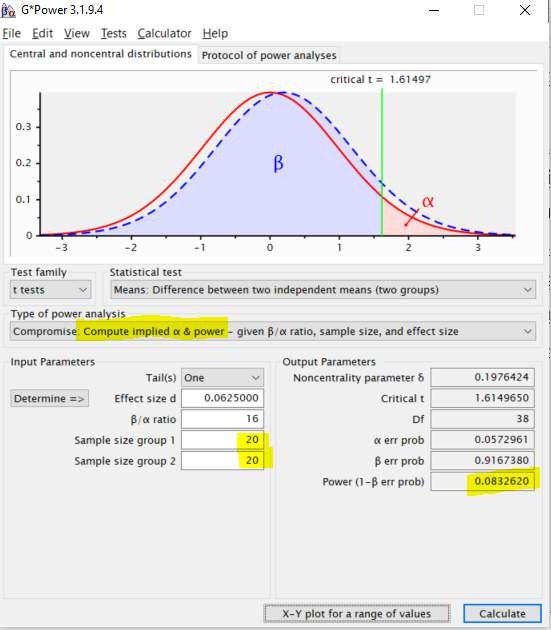 βα G*Power 3.1.9.4
File Edit View Tests Calculator Help
Central and noncentral distributions Protocol of power analyses
critical t = 1.61497
0.3
0.2
0.1
0
β
α
-3 -2 -1 0 1 2 3
Test family Statistical test
t tests Means: Difference between two independent means (two groups)
Type of power analysis
Compromise: Compute implied α & power – given β/α ratio, sample size, and effect size
Input Parameters Output Parameters
Tail(s) One Noncentrality parameter δ 0.1976424
Determine => Effect size d 0.0625000 Critical t 1.6149650
β/α ratio 16 Df 38
Sample size group 1 20 α err prob 0.0572961
Sample size group 2 20 β err prob 0.9167380
Power (1-β err prob) 0.0832620
X-Y plot for a range of values Calculate